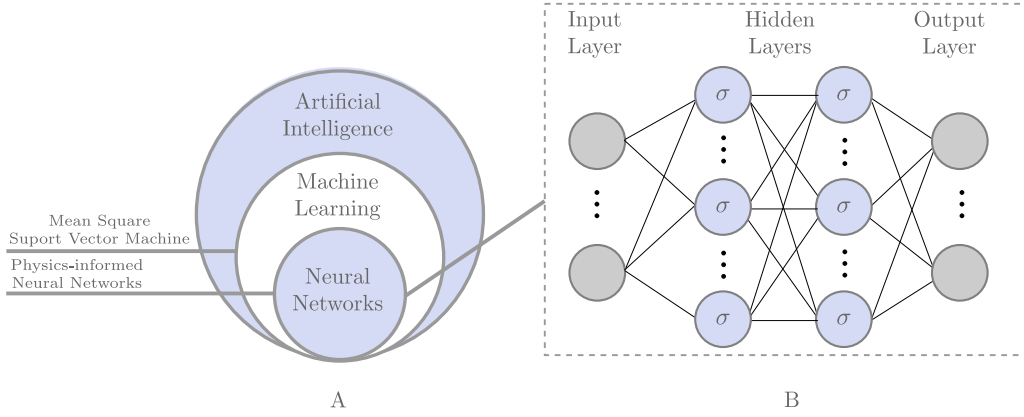 Artificial
Intelligence
Machine
Learning
Neural
Networks
Mean Square
Suport Vector Machine
Physics-informed
Neural Networks
A
Input
Layer
Hidden
Layers
Output
Layer
σ σ
σ σ
σ σ
B